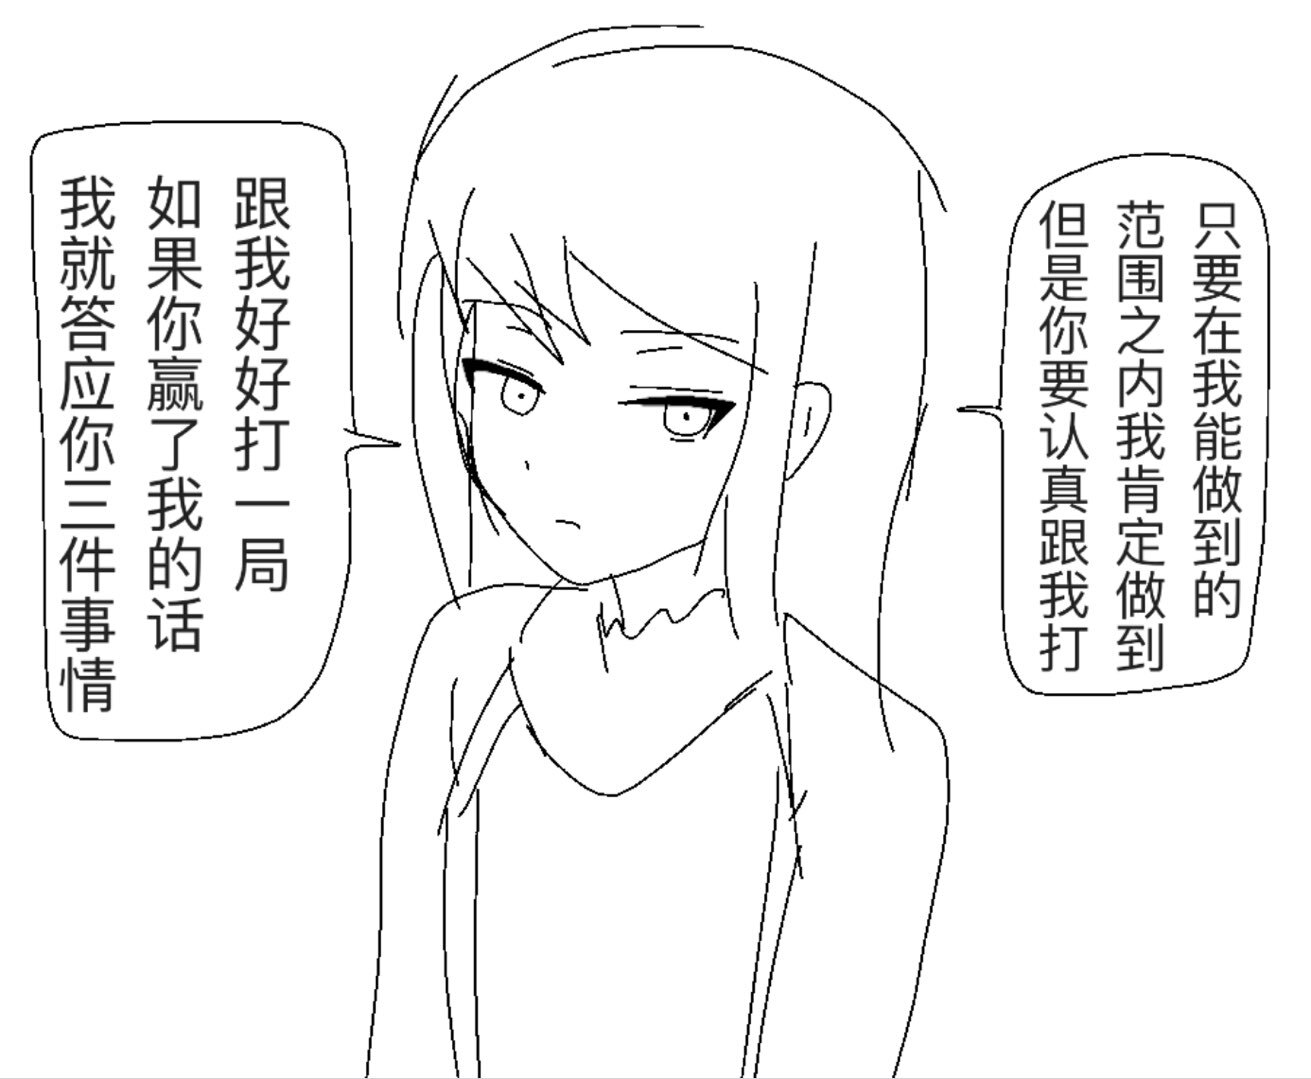 跟我好好打一局
如果你赢了我的话
我就答应你三件事情
只要在我能做到的
范围之内我肯定做到
但是你要认真跟我打